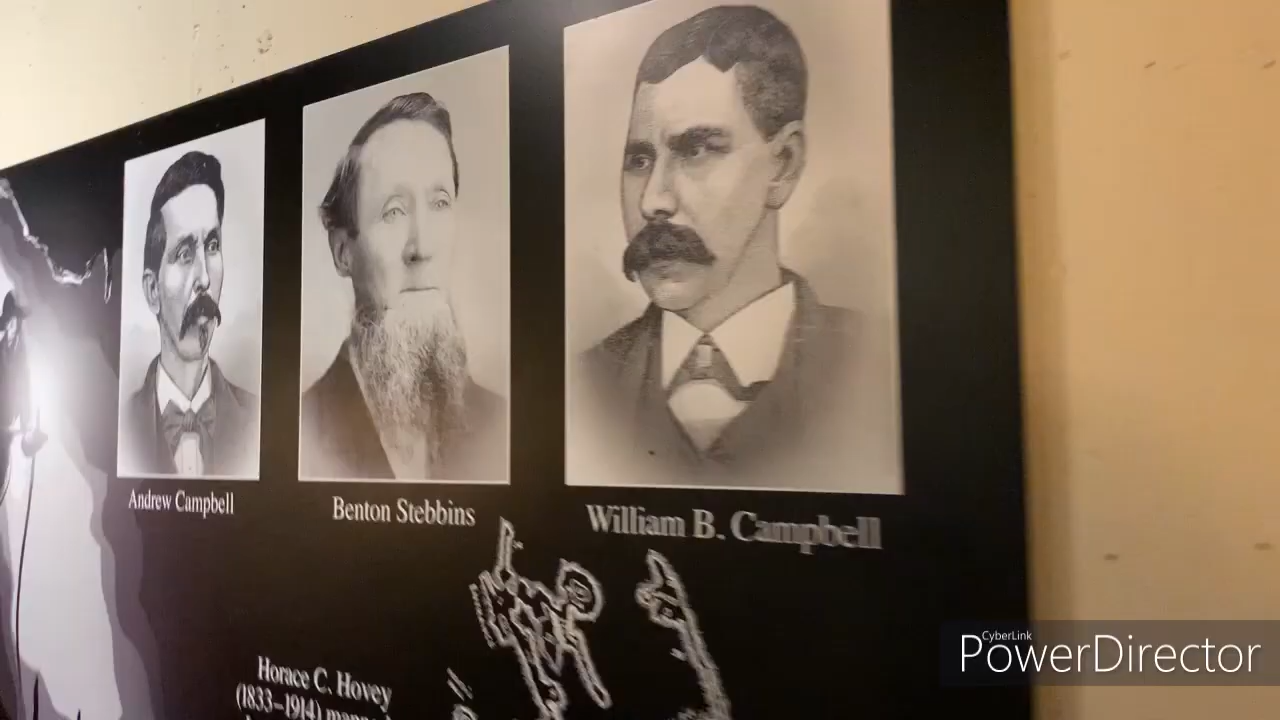 Andrew Campbell
Benton Stebbins
William B. Campbell
Horace C. Hovey
(1833–1914)
CyberLink
PowerDirector